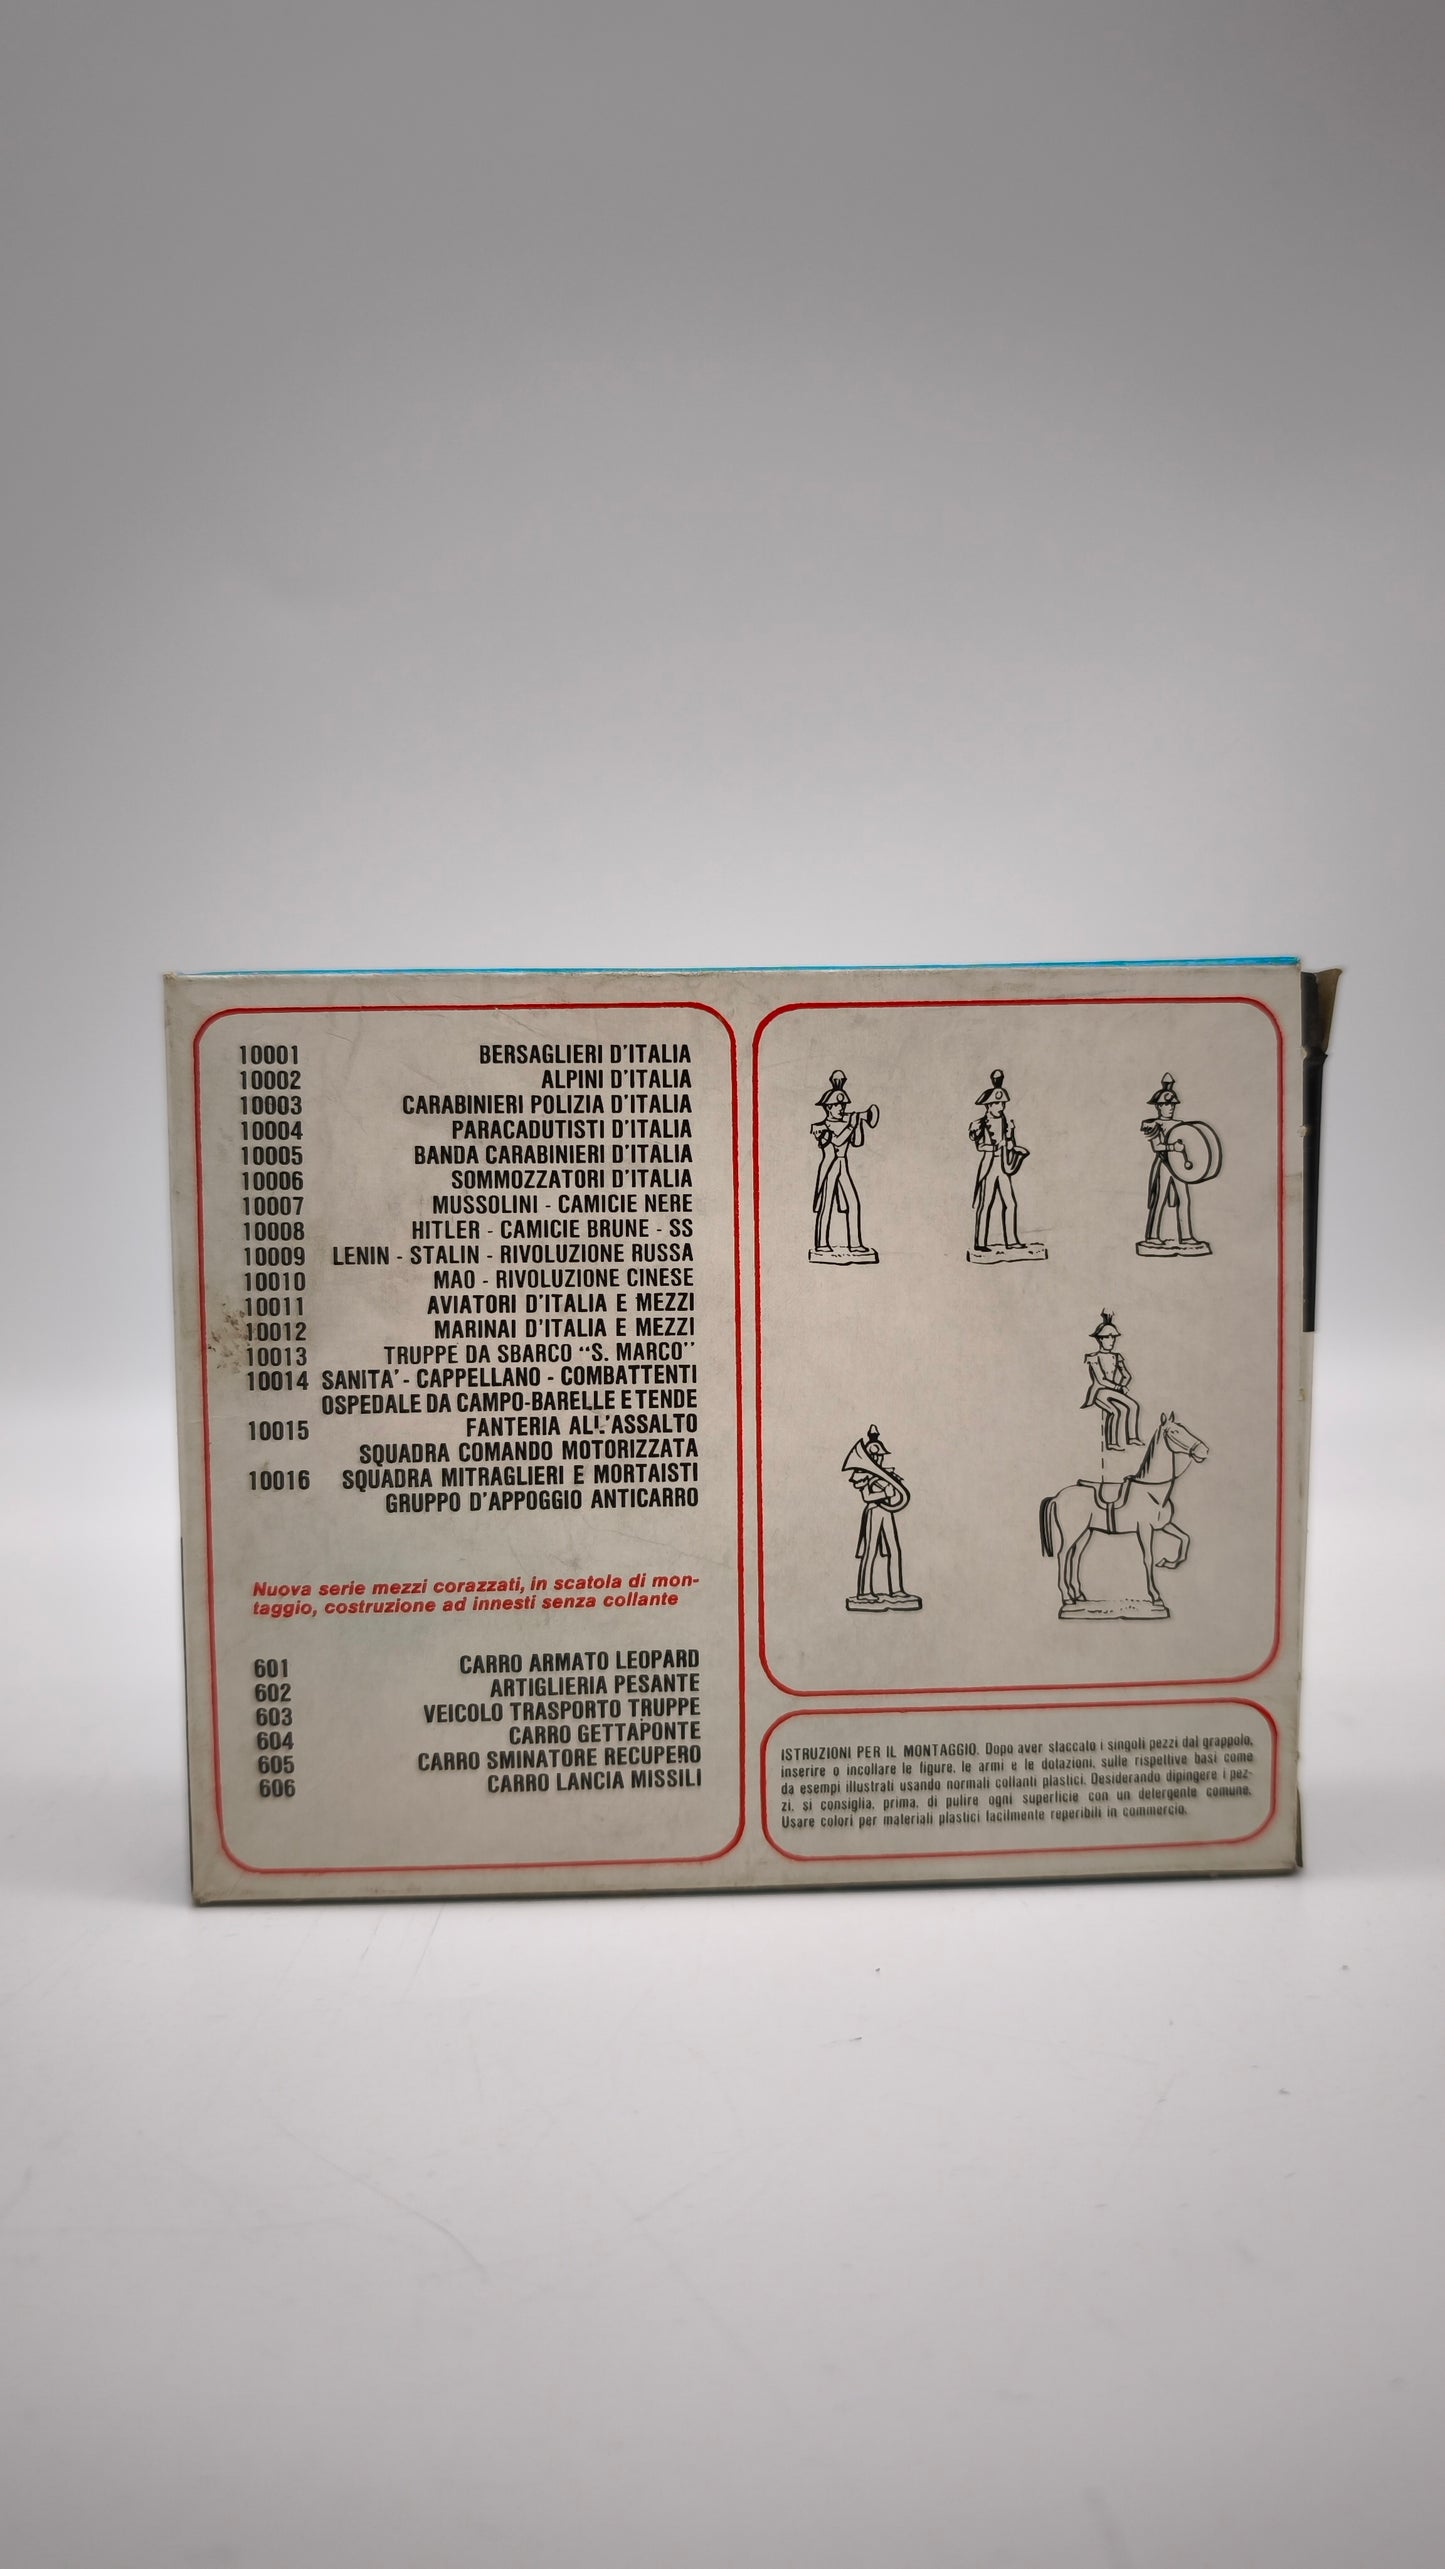 10001 BERSAGLIERI D'ITALIA
10002 ALPINI D'ITALIA
10003 CARABINIERI POLIZIA D'ITALIA
10004 PARACADUTISTI D'ITALIA
10005 BANDA CARABINIERI D'ITALIA
10006 SOMMOZZATORI D'ITALIA
10007 MUSSOLINI - CAMICIE NERE
10008 HITLER - CAMICIE BRUNE - SS
10009 LENIN - STALIN - RIVOLUZIONE RUSSA
10010 MAO - RIVOLUZIONE CINESE
10011 AVIATORI D'ITALIA E MEZZI
10012 MARINAI D'ITALIA E MEZZI
10013 TRUPPE DA SBARCO “S. MARCO”
10014 SANITA' - CAPPELLANO - COMBATTENTI
OSPEDALE DA CAMPO-BARELLE E TENDE
10015 FANTERIA ALL'ASSALTO
SQUADRA COMANDO MOTORIZZATA
10016 SQUADRA MITRAGLIERI E MORTAISTI
GRUPPO D'APPOGGIO ANTICARRO
Nuova serie mezzi corazzati, in scatola di mon-
taggio, costruzione ad innesti senza collante
601 CARRO ARMATO LEOPARD
602 ARTIGLIERIA PESANTE
603 VEICOLO TRASPORTO TRUPPE
604 CARRO GETTAPONTE
605 CARRO SMINATORE RECUPERO
606 CARRO LANCIA MISSILI
ISTRUZIONI PER IL MONTAGGIO. Dopo aver staccato i singoli pezzi dal grappolo,
inserire o incollare le figure, le armi e le dotazioni, sulle rispettive basi come
da esempi illustrati usando normali collanti plastici. Desiderando dipingere i pez-
zi, si consiglia, prima, di pulire ogni superficie con un detergente comune.
Usare colori per materiali plastici facilmente reperibili in commercio.